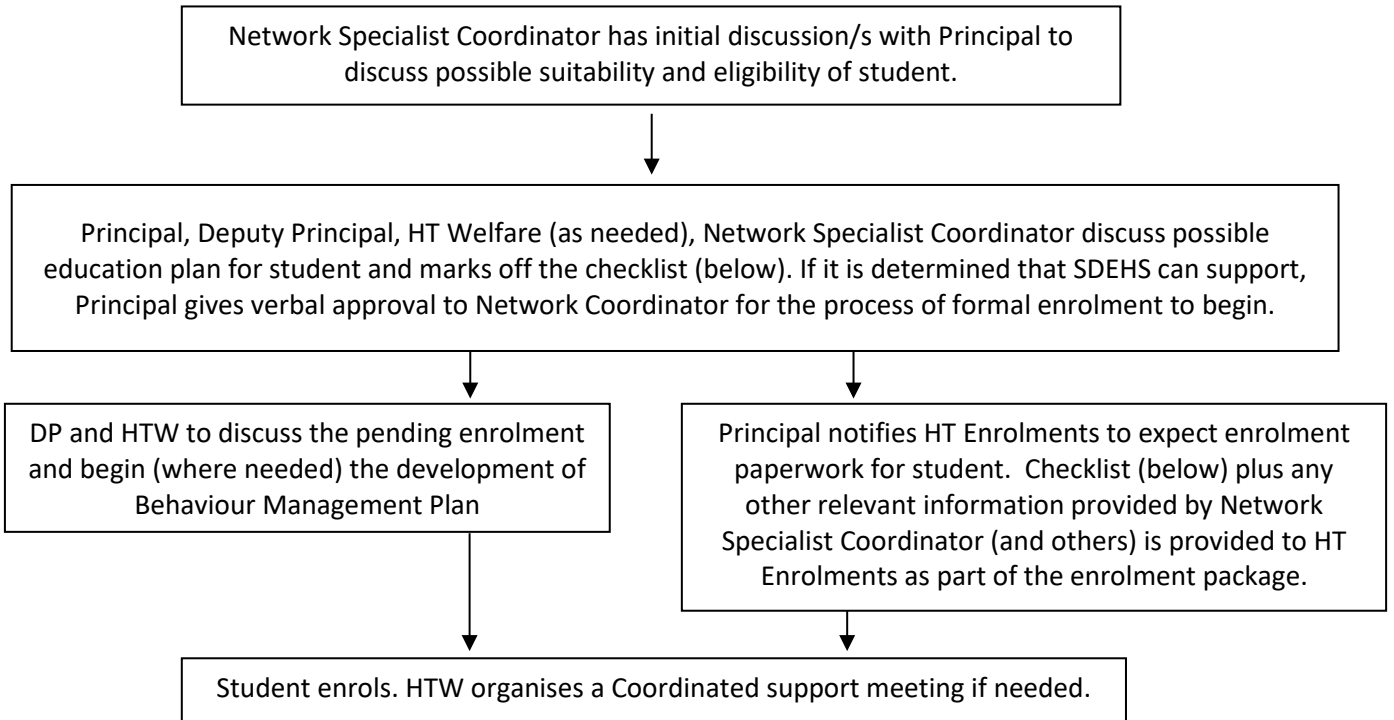 Network Specialist Coordinator has initial discussion/s with Principal to
discuss possible suitability and eligibility of student.
Principal, Deputy Principal, HT Welfare (as needed), Network Specialist Coordinator discuss possible
education plan for student and marks off the checklist (below). If it is determined that SDEHS can support,
Principal gives verbal approval to Network Coordinator for the process of formal enrolment to begin.
DP and HTW to discuss the pending enrolment
and begin (where needed) the development of
Behaviour Management Plan
Principal notifies HT Enrolments to expect enrolment
paperwork for student.  Checklist (below) plus any
other relevant information provided by Network
Specialist Coordinator (and others) is provided to HT
Enrolments as part of the enrolment package.
Student enrols. HTW organises a Coordinated support meeting if needed.